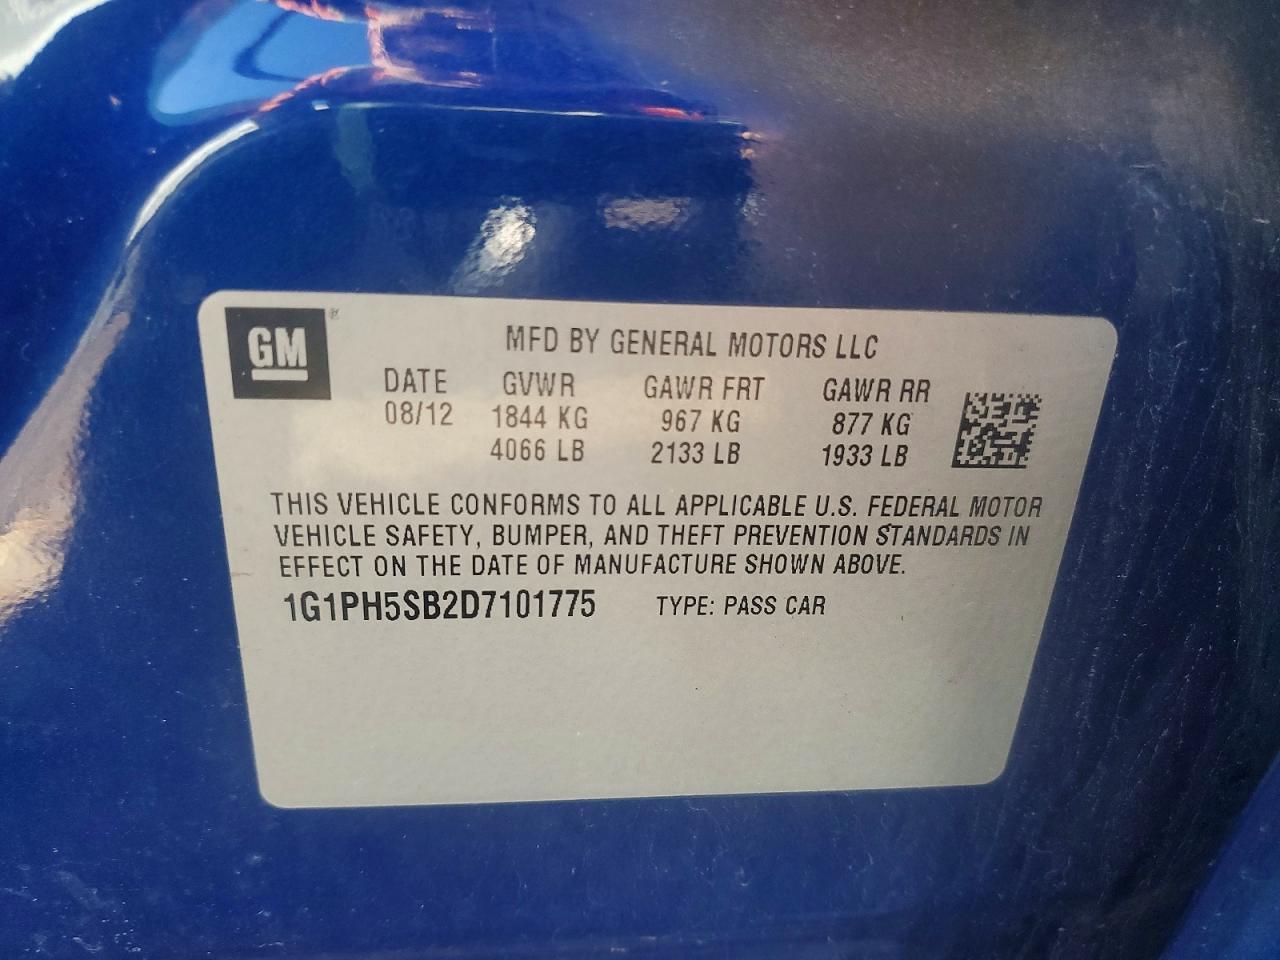 GM ®
MFD BY GENERAL MOTORS LLC
DATE GVWR GAWR FRT GAWR RR
08/12 1844 KG 967 KG 877 KG
4066 LB 2133 LB 1933 LB
THIS VEHICLE CONFORMS TO ALL APPLICABLE U.S. FEDERAL MOTOR
VEHICLE SAFETY, BUMPER, AND THEFT PREVENTION STANDARDS IN
EFFECT ON THE DATE OF MANUFACTURE SHOWN ABOVE.
1G1PH5SB2D7101775 TYPE: PASS CAR